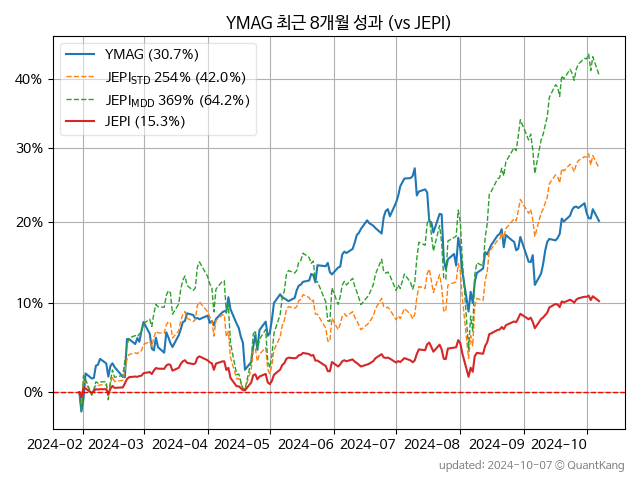 YMAG 최근 8개월 성과 (vs JEPI)
YMAG (30.7%)
JEPI_STD 254% (42.0%)
JEPI_MDD 369% (64.2%)
JEPI (15.3%)
40%
30%
20%
10%
0%
2024-02 2024-03 2024-04 2024-05 2024-06 2024-07 2024-08 2024-09 2024-10
updated: 2024-10-07 © QuantKang